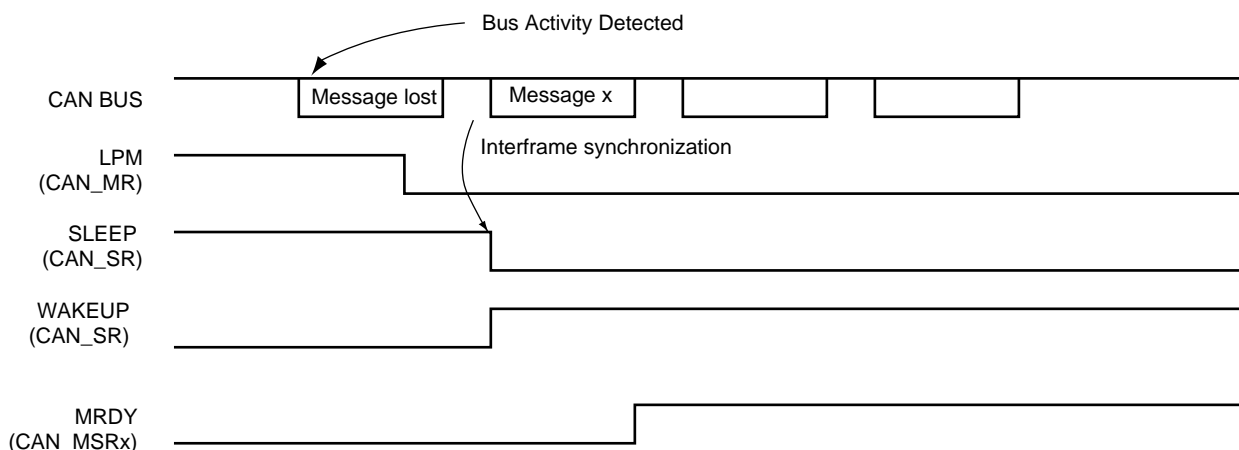 Bus Activity Detected
CAN BUS
Message lost
Message x
Interframe synchronization
LPM
(CAN_MR)
SLEEP
(CAN_SR)
WAKEUP
(CAN_SR)
MRDY
(CAN_MSRx)